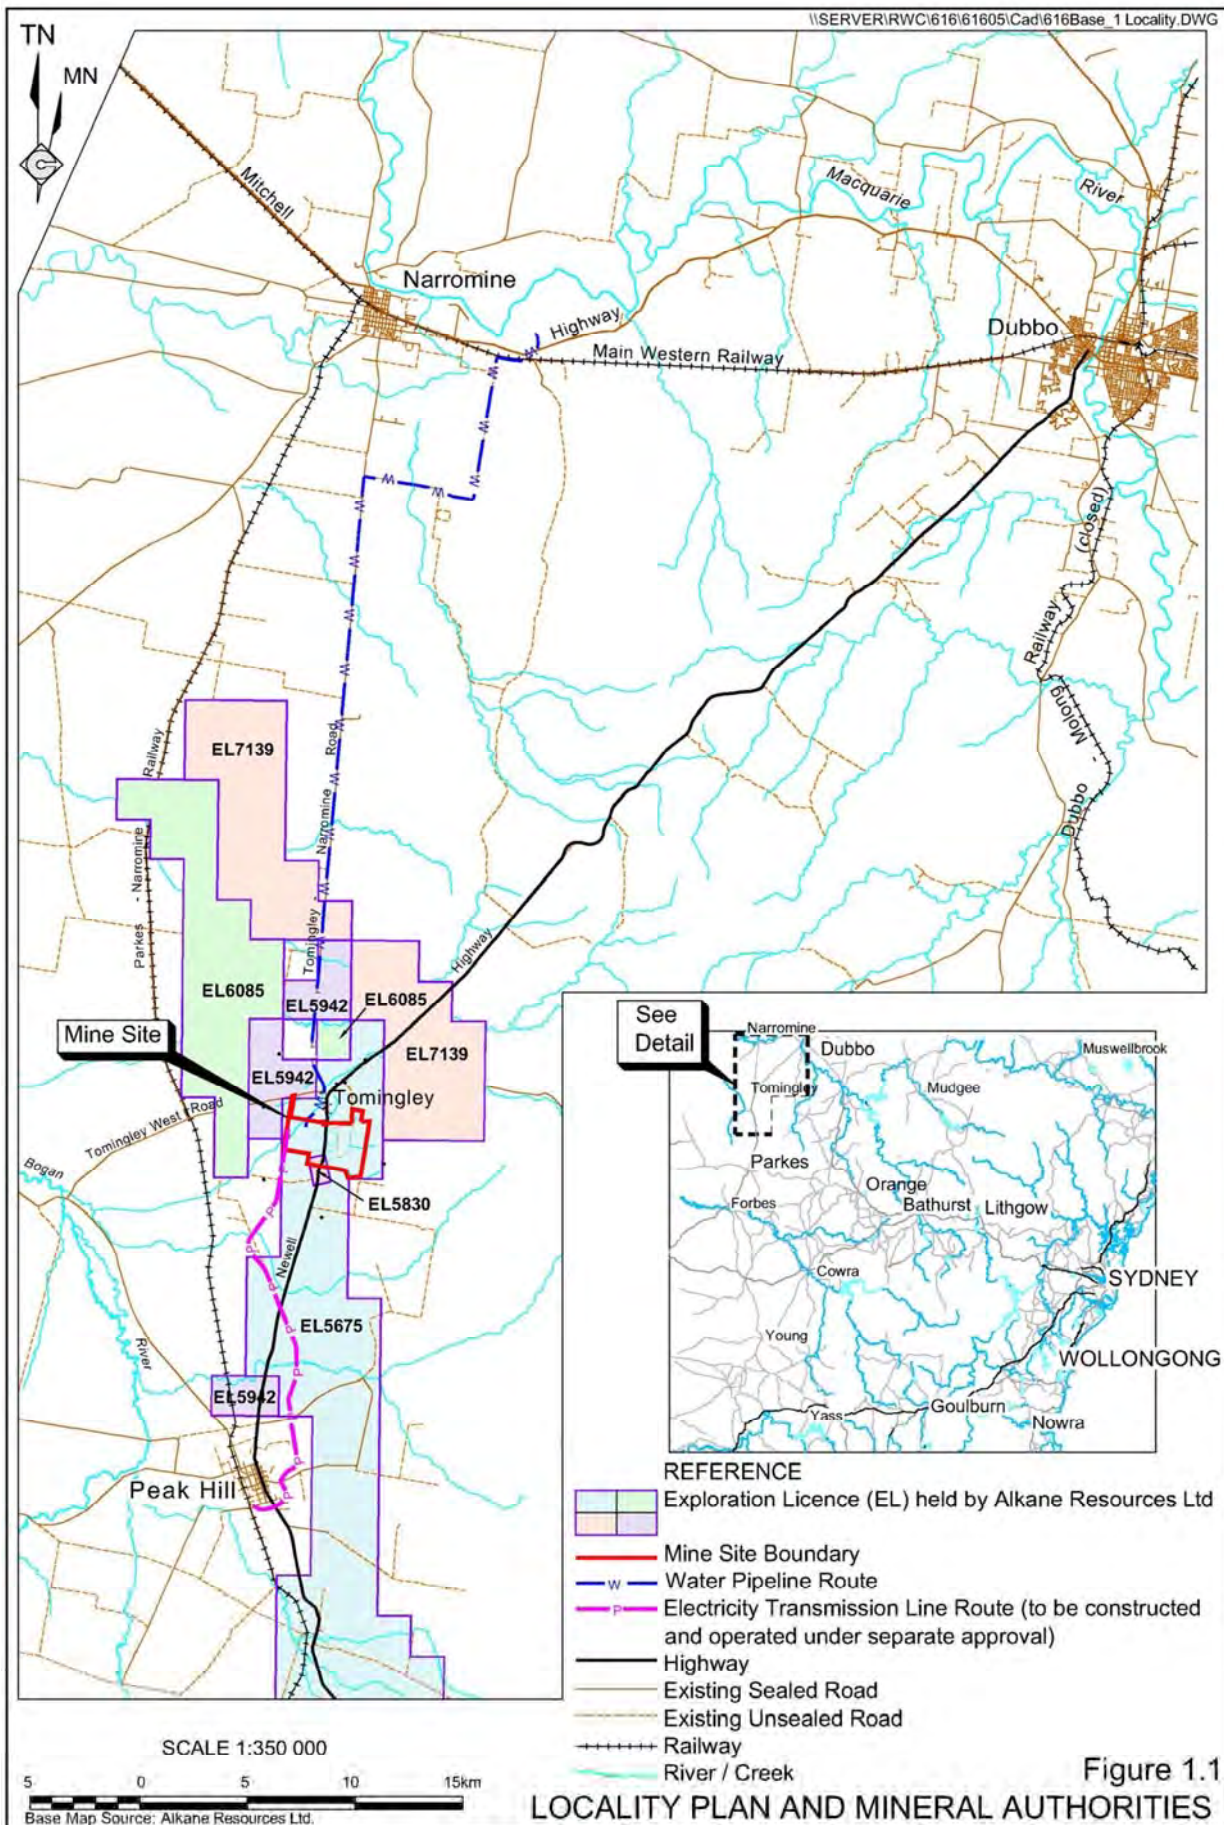 \\SERVER\RWC\616\61605\Cad\616Base_1 Locality.DWG
TN
MN
Mitchell
Macquarie
River
Narromine
Highway
Dubbo
Main Western Railway
W
W
W
W
W
W
W
W
W
W
W
(closed)
Railway
Molong -
Dubbo
EL7139
Railway
Road
W
W
Narromine
Parkes - Narromine
W
W
Tomingley -
Highway
EL6085
EL5942
EL6085
Mine Site
EL7139
EL5942
W
Tomingley
Tomingley West Road
Bogan
River
EL5830
P
P
P
P
P
Newell
EL5675
P
P
EL5942
P
P
P
Peak Hill
See
Detail
Narromine
Dubbo
Muswellbrook
Tomingley
Mudgee
Parkes
Orange
Forbes
Bathurst
Lithgow
Cowra
SYDNEY
Young
WOLLONGONG
Yass
Goulburn
Nowra
REFERENCE
Exploration Licence (EL) held by Alkane Resources Ltd
Mine Site Boundary
W
Water Pipeline Route
P
Electricity Transmission Line Route (to be constructed
and operated under separate approval)
Highway
Existing Sealed Road
Existing Unsealed Road
Railway
River / Creek
SCALE 1:350 000
5 0 5 10 15km
Base Map Source: Alkane Resources Ltd.
Figure 1.1
LOCALITY PLAN AND MINERAL AUTHORITIES